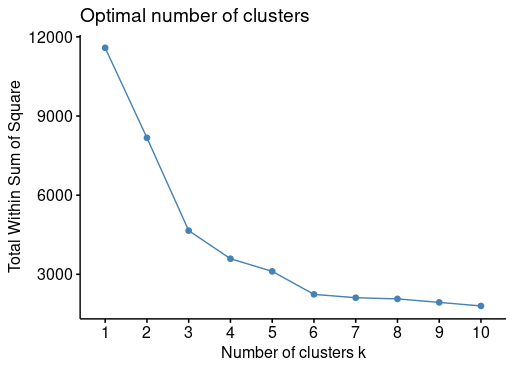 Optimal number of clusters
Total Within Sum of Square
12000
9000
6000
3000
1 2 3 4 5 6 7 8 9 10
Number of clusters k